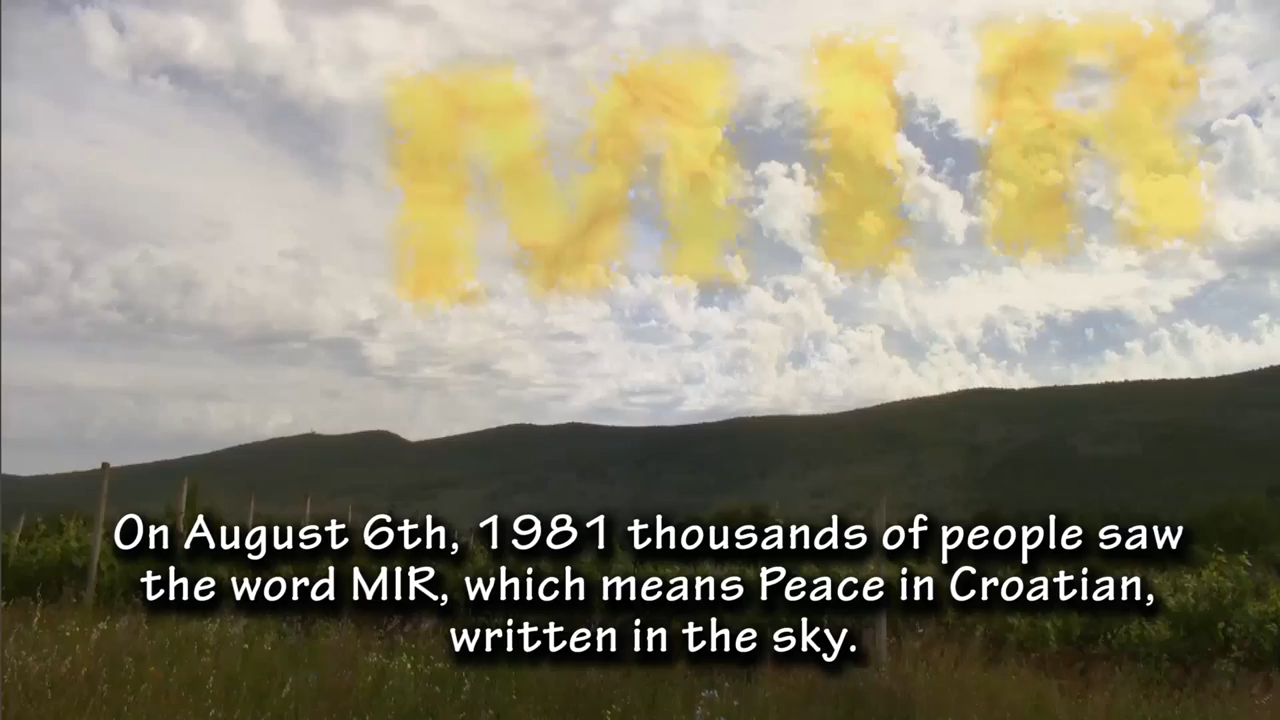 MIR
On August 6th, 1981 thousands of people saw
the word MIR, which means Peace in Croatian,
written in the sky.